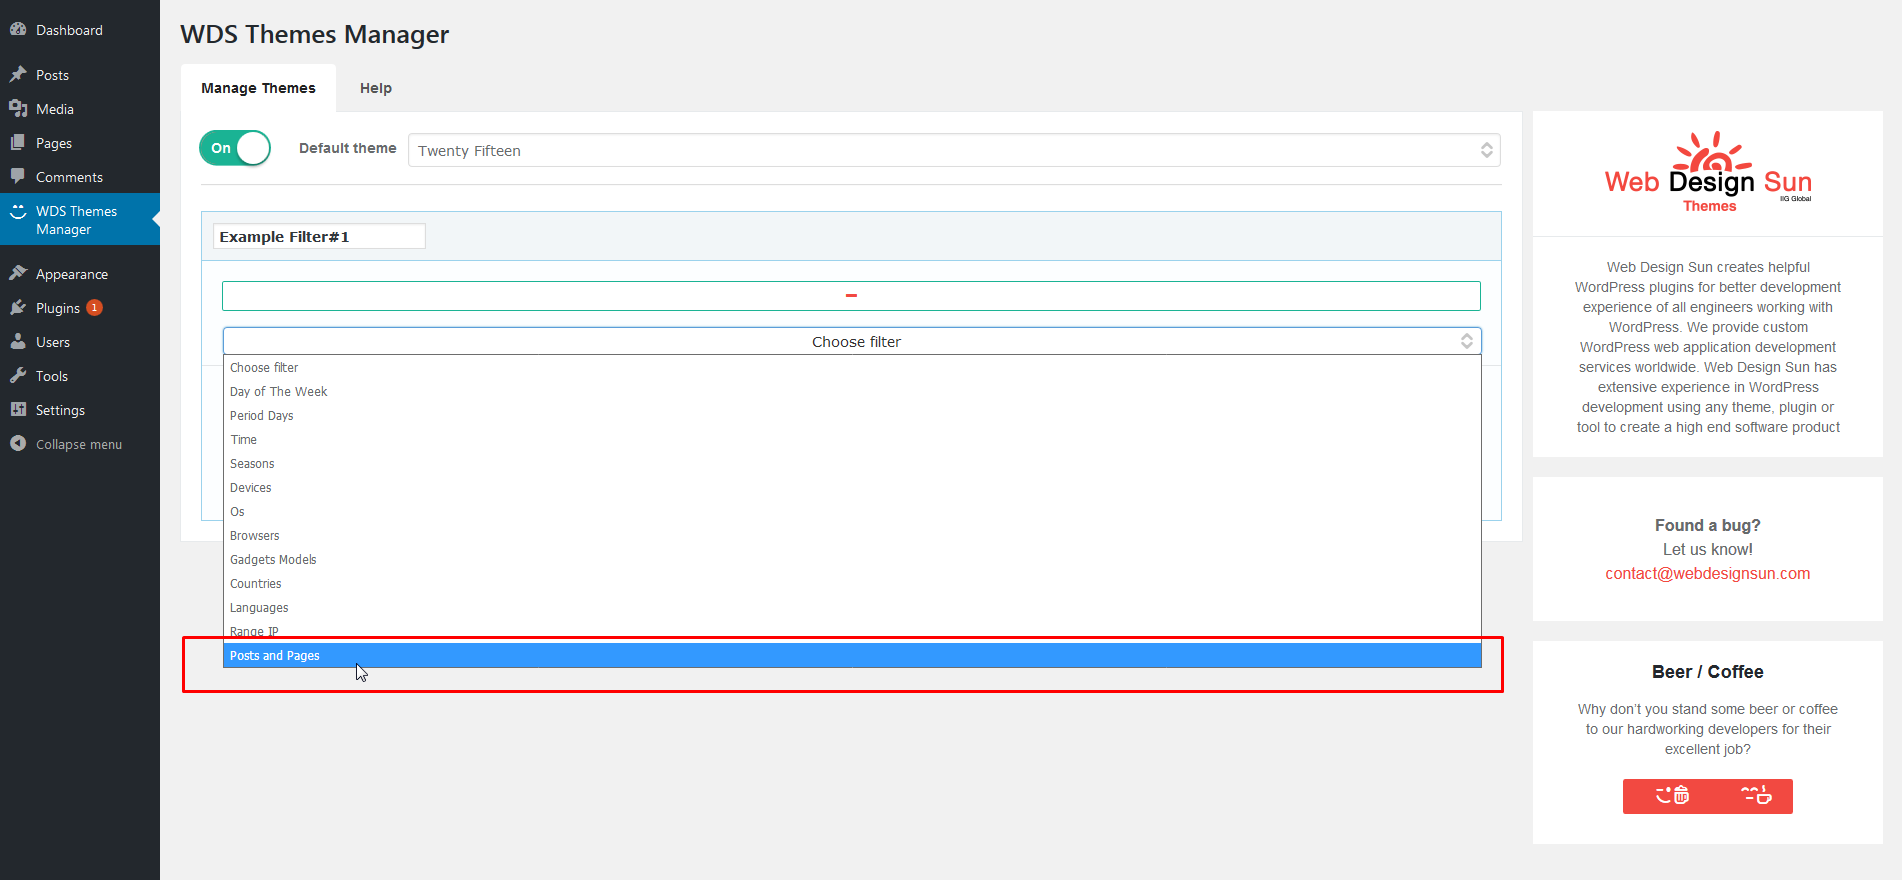 Dashboard
Posts
Media
Pages
Comments
WDS Themes
Manager
Appearance
Plugins 1
Users
Tools
Settings
Collapse menu
WDS Themes Manager
Manage Themes
Help
On
Default theme
Twenty Fifteen
Example Filter#1
Choose filter
Choose filter
Day of The Week
Period Days
Time
Seasons
Devices
Os
Browsers
Gadgets Models
Countries
Languages
Range IP
Posts and Pages
Web Design Sun
IIG Global
Themes
Web Design Sun creates helpful
WordPress plugins for better development
experience of all engineers working with
WordPress. We provide custom
WordPress web application development
services worldwide. Web Design Sun has
extensive experience in WordPress
development using any theme, plugin or
tool to create a high end software product
Found a bug?
Let us know!
contact@webdesignsun.com
Beer / Coffee
Why don't you stand some beer or coffee
to our hardworking developers for their
excellent job?